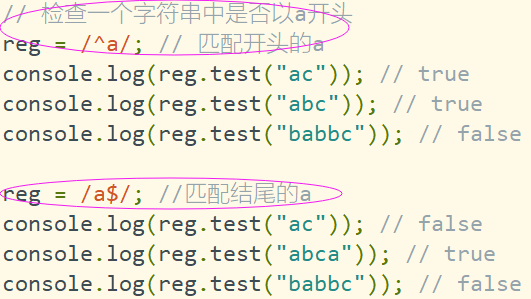 // 检查一个字符串中是否以a开头
reg = /^a/; // 匹配开头的a
console.log(reg.test("ac")); // true
console.log(reg.test("abc")); // true
console.log(reg.test("babbc")); // false
reg = /a$/; //匹配结尾的a
console.log(reg.test("ac")); // false
console.log(reg.test("abca")); // true
console.log(reg.test("babbc")); // false